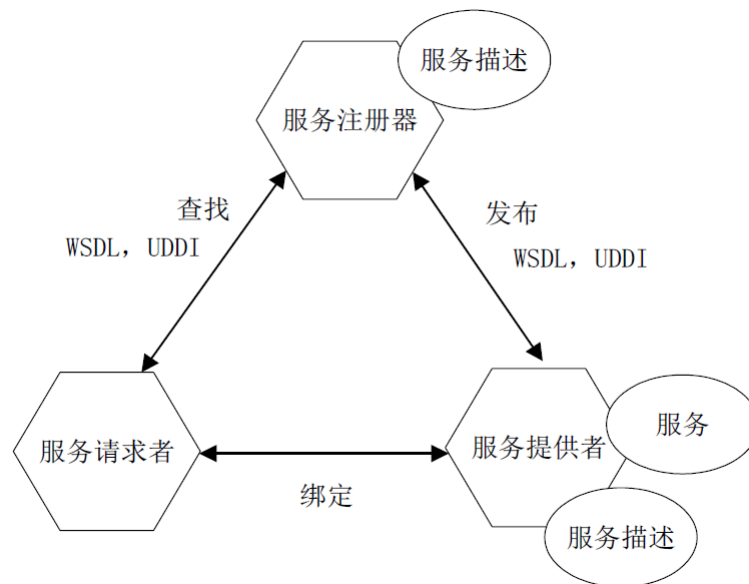 服务描述
服务注册器
查找
WSDL，UDDI
发布
WSDL，UDDI
服务请求者
服务提供者
服务
绑定
服务描述